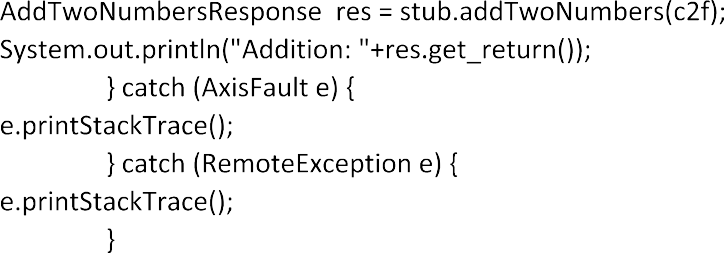 AddTwoNumbersResponse  res = stub.addTwoNumbers(c2f);
System.out.println("Addition: "+res.get_return());
} catch (AxisFault e) {
e.printStackTrace();
} catch (RemoteException e) {
e.printStackTrace();
}